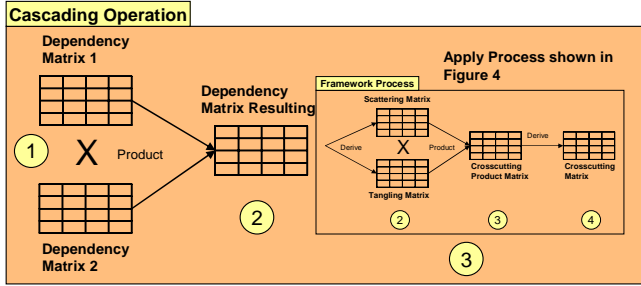 Cascading Operation
Dependency
Matrix 1
1
X
Product
Dependency
Matrix 2
Dependency
Matrix Resulting
2
Apply Process shown in
Figure 4
Framework Process
Scattering Matrix
Derive
X
Product
Tangling Matrix
2
Crosscutting
Product Matrix
3
Derive
Crosscutting
Matrix
4
3